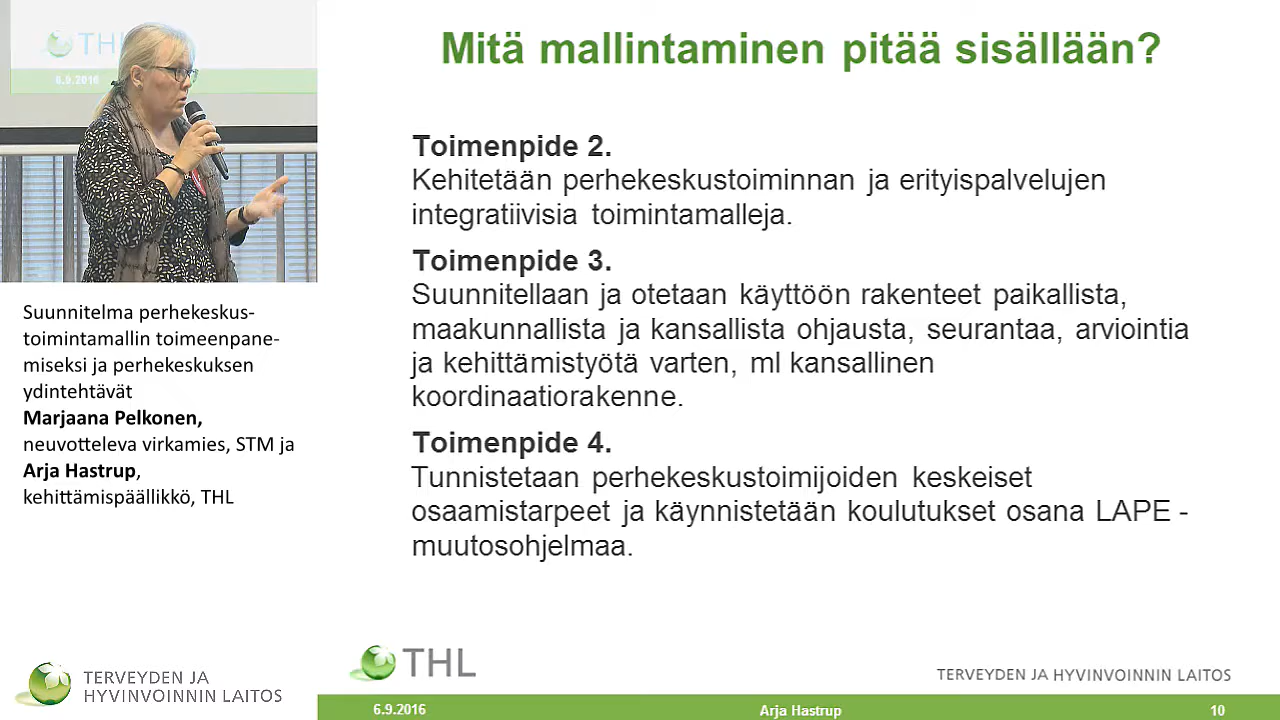 THL
6.9.2016
Suunnitelma perhekeskus-
toimintamallin toimeenpane-
miseksi ja perhekeskuksen
ydintehtävät
Marjaana Pelkonen,
neuvotteleva virkamies, STM ja
Arja Hastrup,
kehittämispäällikkö, THL
TERVEYDEN JA
HYVINVOINNIN LAITOS
Mitä mallintaminen pitää sisällään?
Toimenpide 2.
Kehitetään perhekeskustoiminnan ja erityispalvelujen
integratiivisia toimintamalleja.
Toimenpide 3.
Suunnitellaan ja otetaan käyttöön rakenteet paikallista,
maakunnallista ja kansallista ohjausta, seurantaa, arviointia
ja kehittämistyötä varten, ml kansallinen
koordinaatiorakenne.
Toimenpide 4.
Tunnistetaan perhekeskustoimijoiden keskeiset
osaamistarpeet ja käynnistetään koulutukset osana LAPE -
muutosohjelmaa.
THL
TERVEYDEN JA HYVINVOINNIN LAITOS
6.9.2016 Arja Hastrup 10